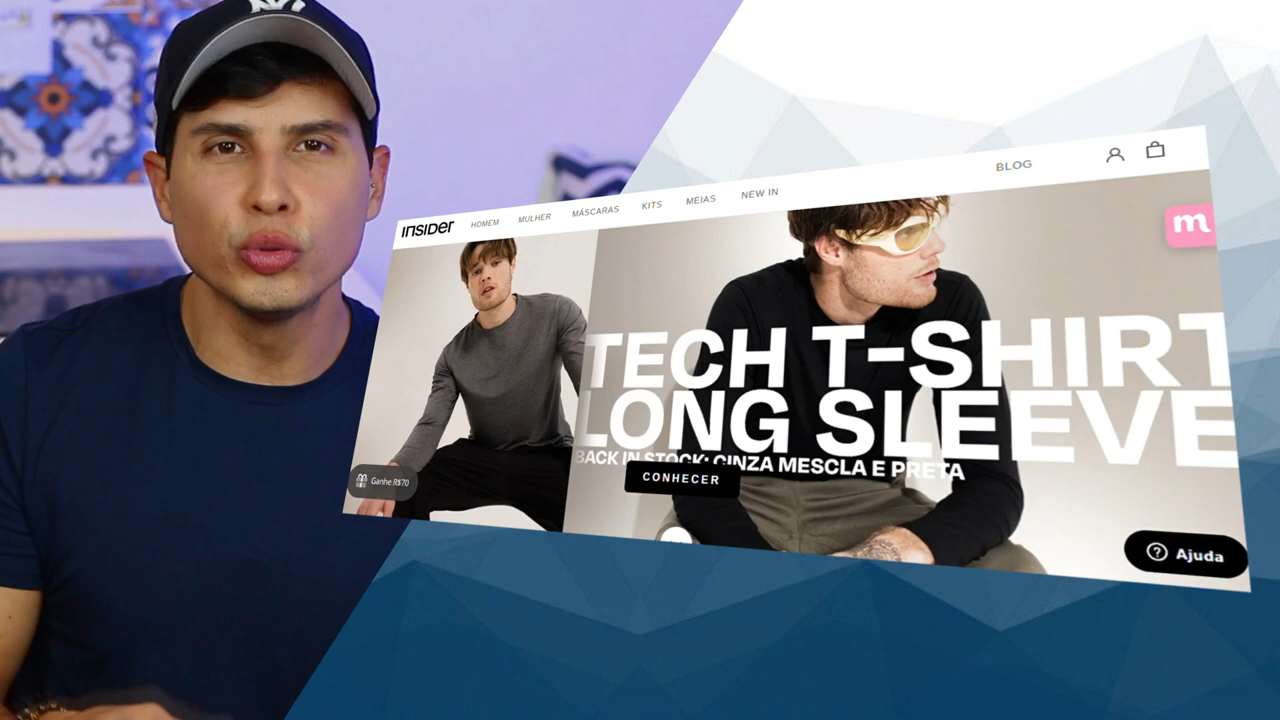 INSIDER HOMEM MULHER MÁSCARAS KITS MEIAS NEW IN BLOG
m
TECH T-SHIRT
LONG SLEEVE
BACK IN STOCK: CINZA MESCLA E PRETA
CONHECER
Ganhe R$70
? Ajuda